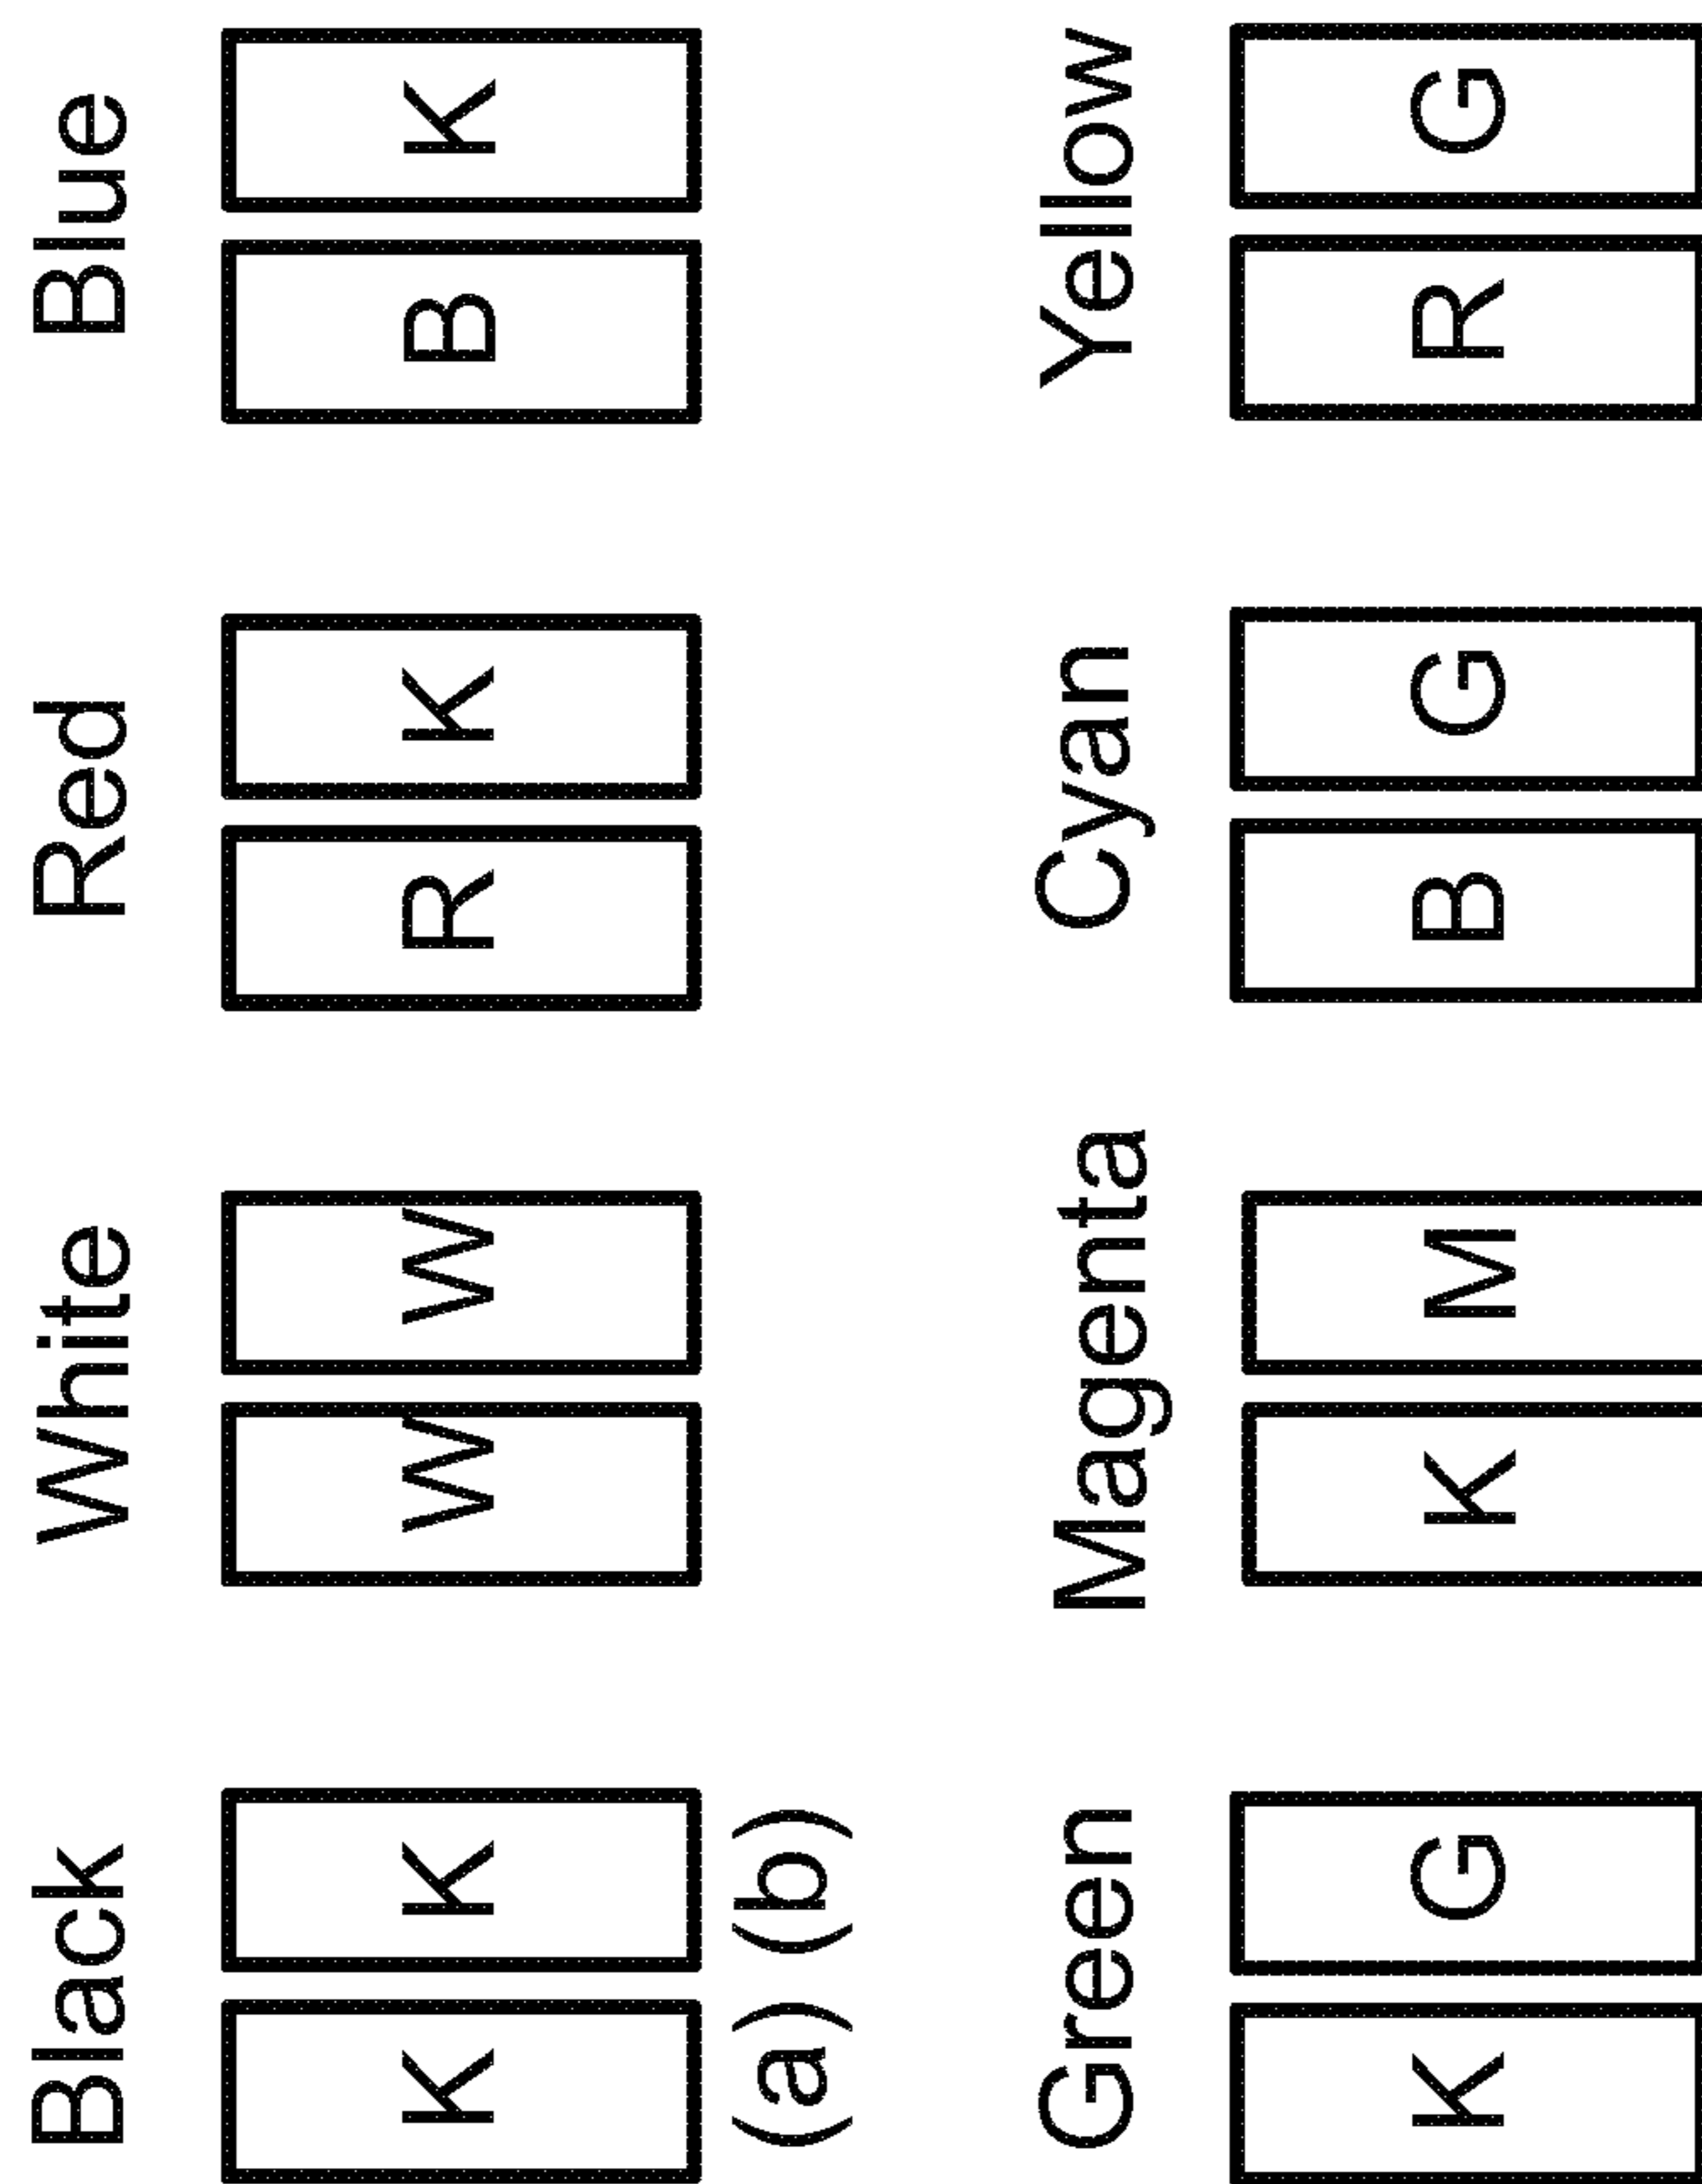 Black White Red Blue
K K W W R K B K
(a) (b)
Green Magenta Cyan Yellow
K G K M B G R G